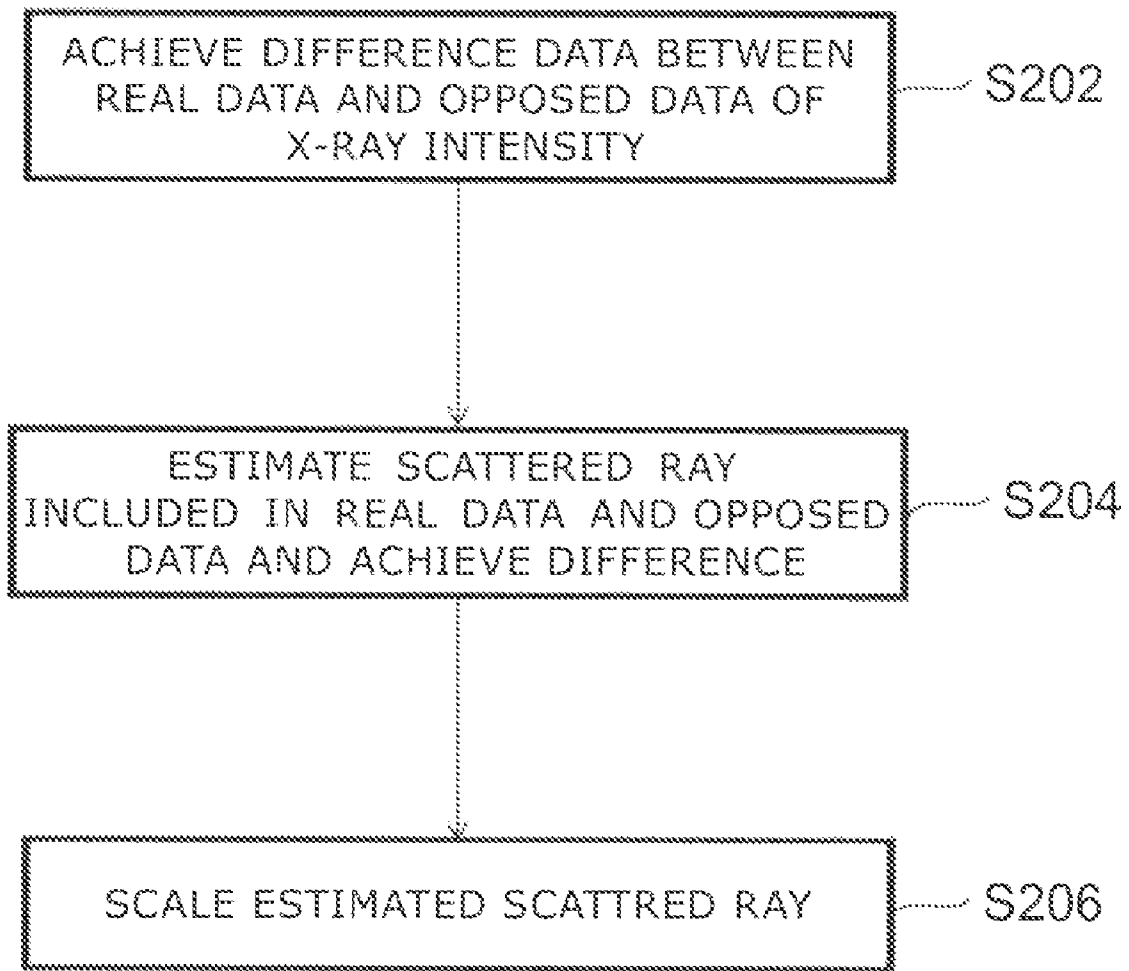 ACHIEVE DIFFERENCE DATA BETWEEN
REAL DATA AND OPPOSED DATA OF
X-RAY INTENSITY
S202
ESTIMATE SCATTERED RAY
INCLUDED IN REAL DATA AND OPPOSED
DATA AND ACHIEVE DIFFERENCE
S204
SCALE ESTIMATED SCATTRED RAY
S206